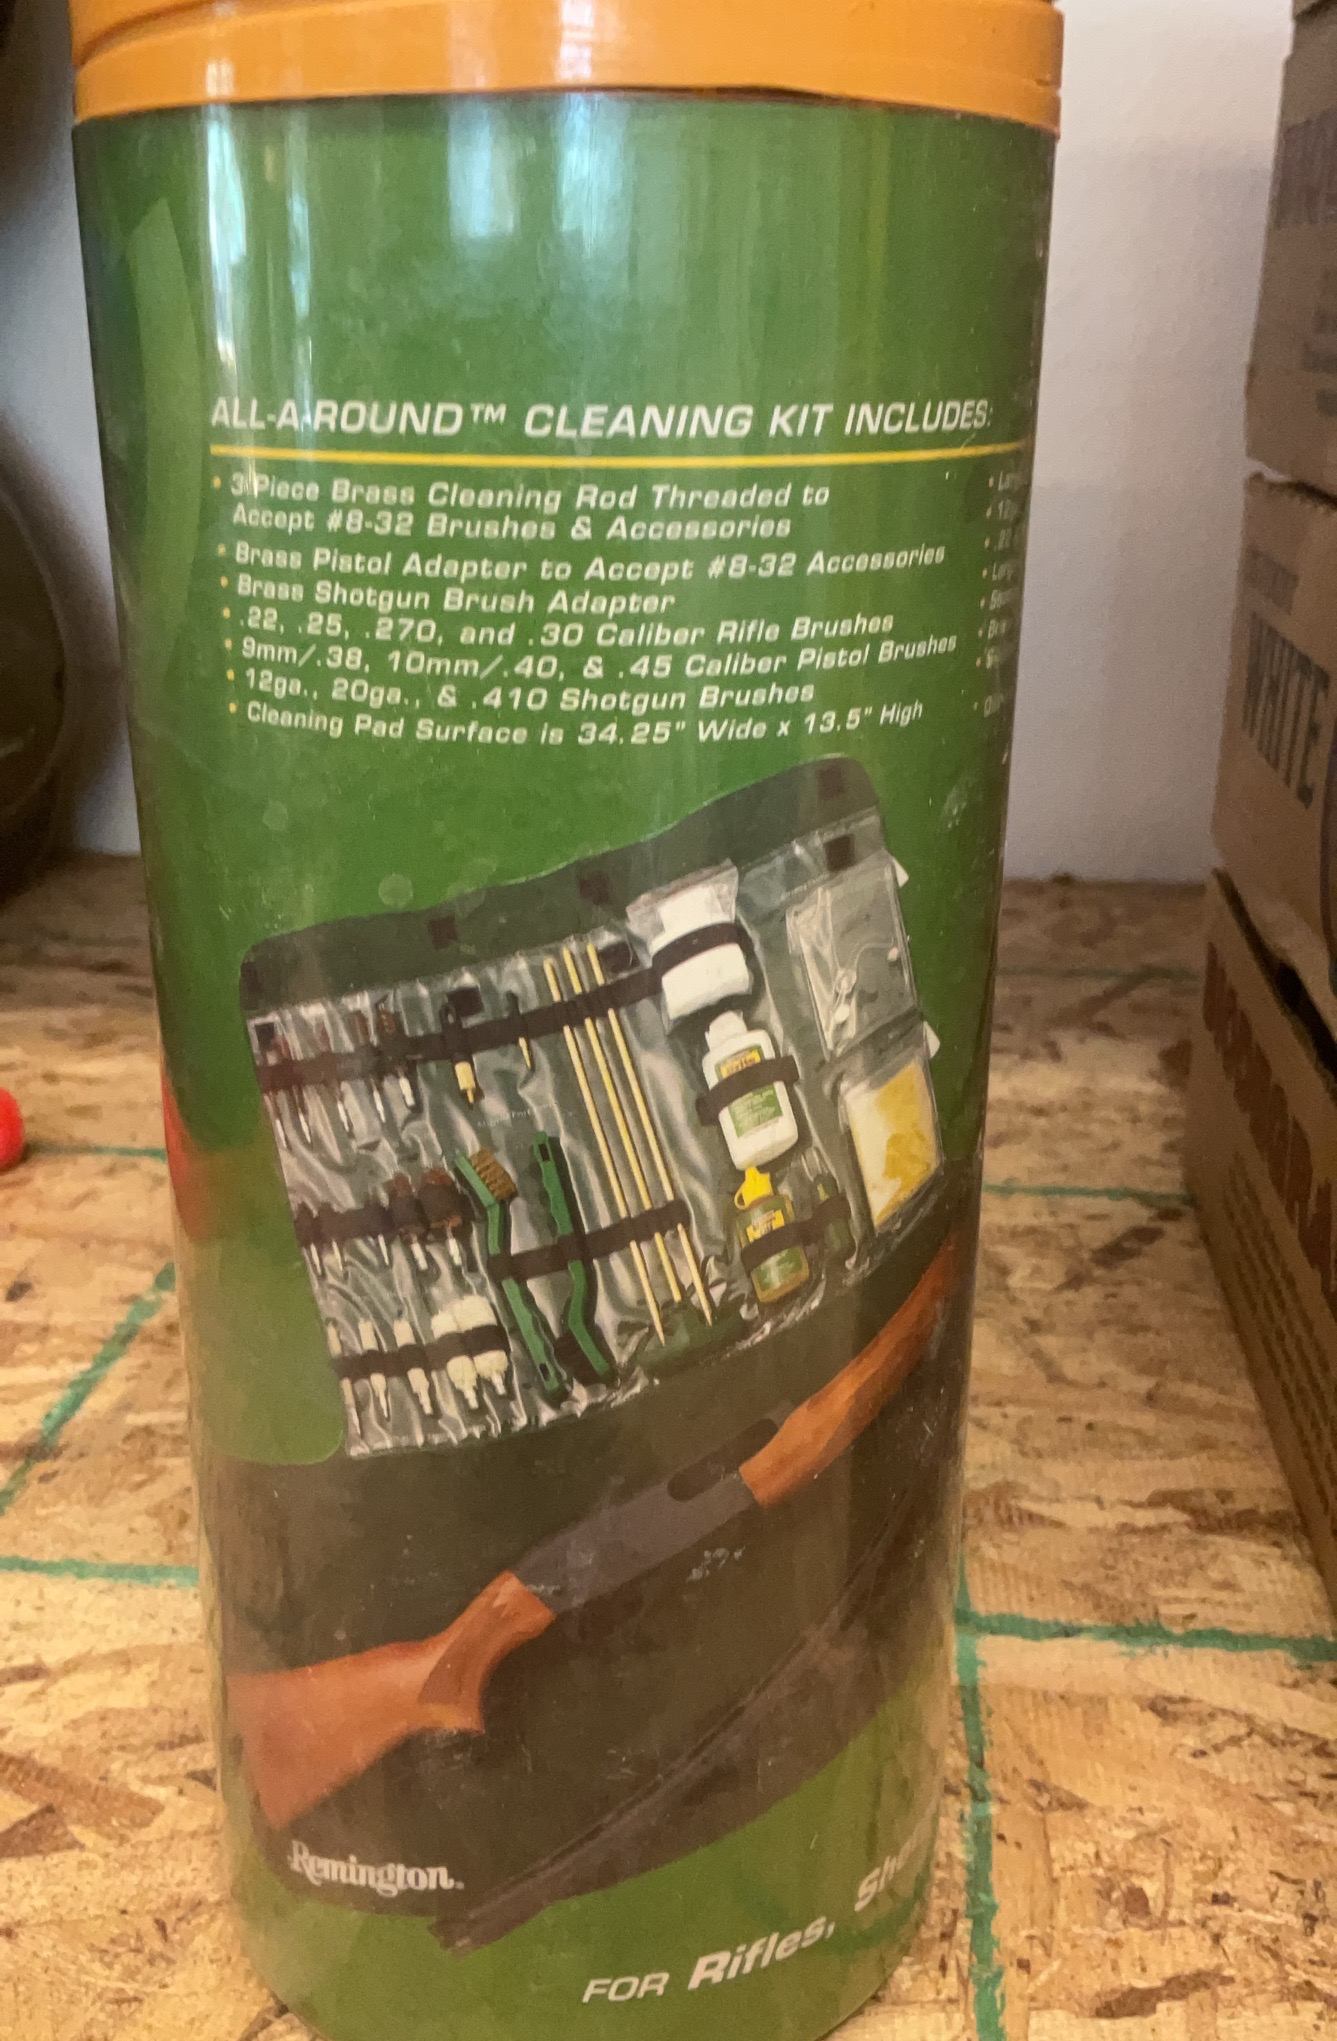 ALL-A-ROUND™ CLEANING KIT INCLUDES:
• 3 Piece Brass Cleaning Rod Threaded to
Accept #8-32 Brushes & Accessories
• Brass Pistol Adapter to Accept #8-32 Accessories
• Brass Shotgun Brush Adapter
• .22, .25, .270, and .30 Caliber Rifle Brushes
• 9mm/.38, 10mm/.40, & .45 Caliber Pistol Brushes
• 12ga., 20ga., & .410 Shotgun Brushes
• Cleaning Pad Surface is 34.25" Wide x 13.5" High
Remington®
FOR Rifles,
WHITE